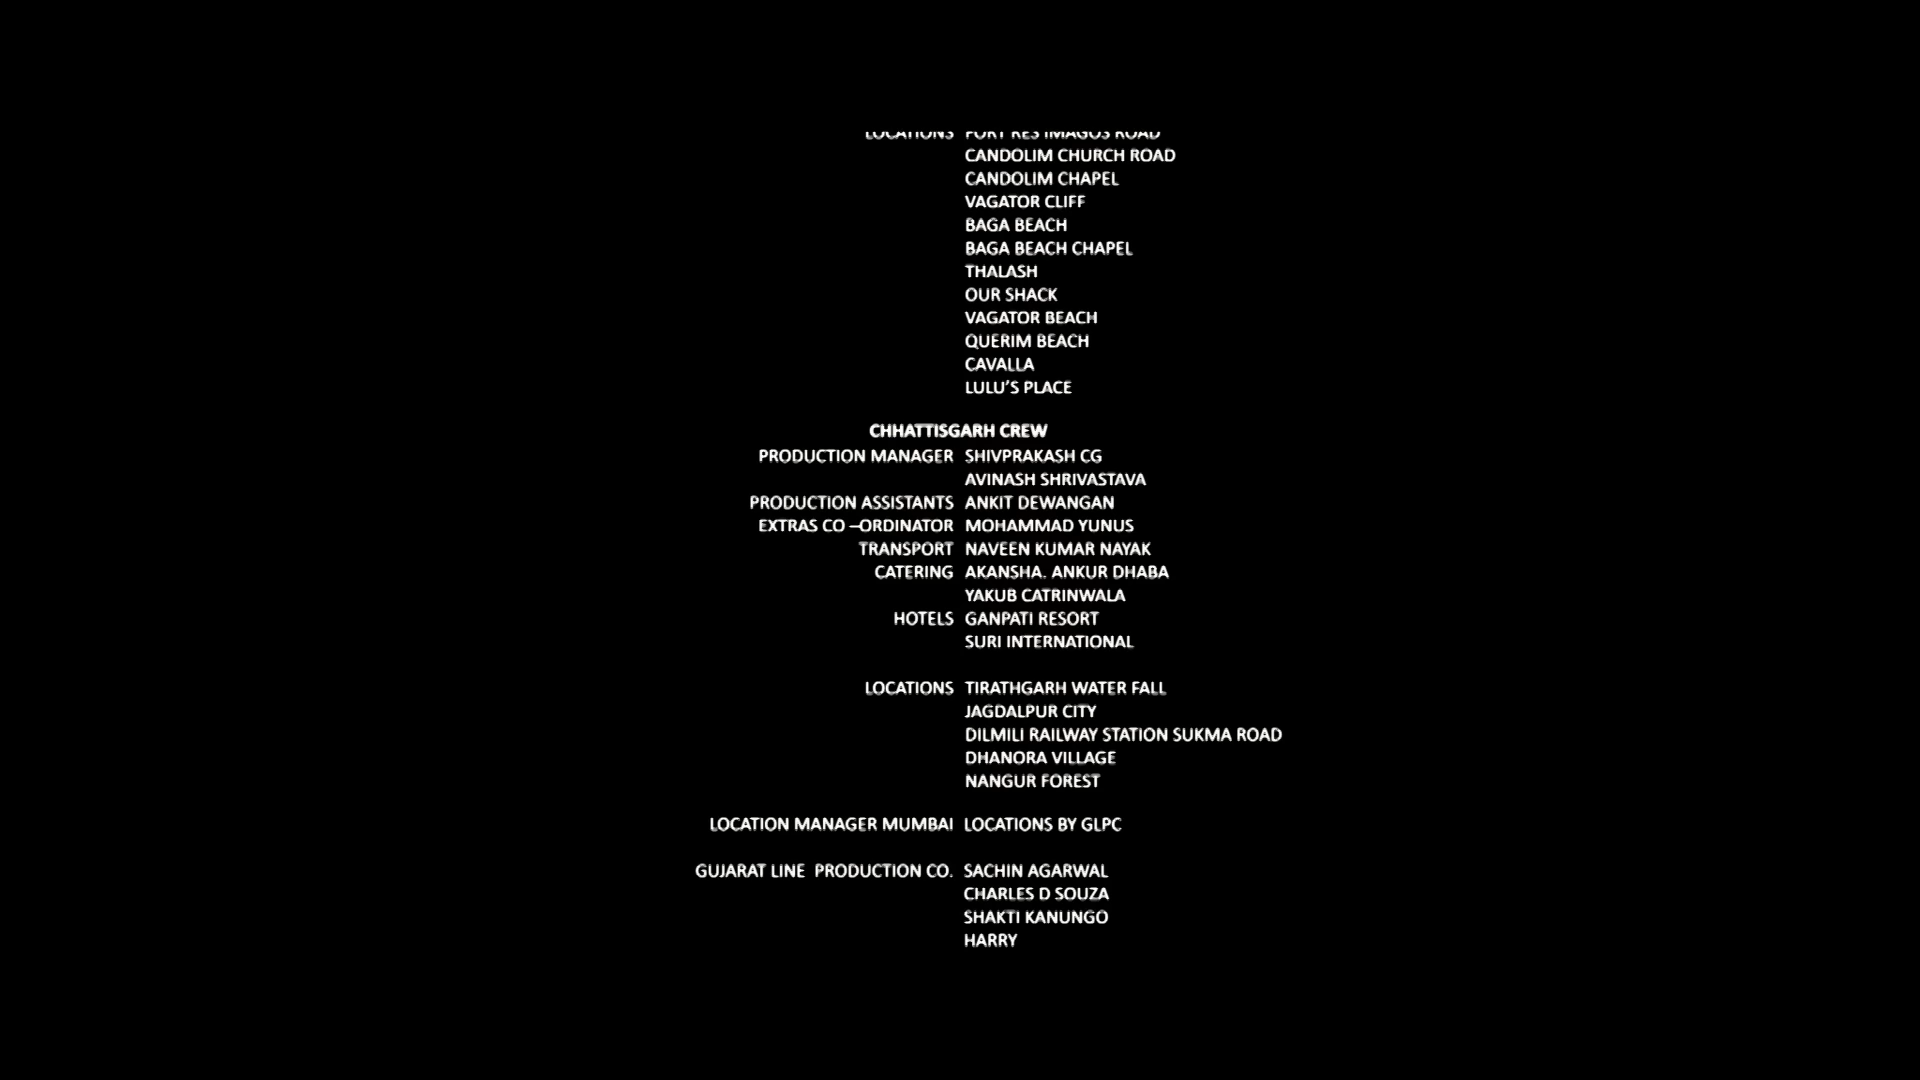 LOCATIONS ROAD
CANDOLIM CHURCH ROAD
CANDOLIM CHAPEL
VAGATOR CLIFF
BAGA BEACH
BAGA BEACH CHAPEL
THALASH
OUR SHACK
VAGATOR BEACH
QUERIM BEACH
CAVALLA
LULU'S PLACE
CHHATTISGARH CREW
PRODUCTION MANAGER SHIVPRAKASH CG
AVINASH SHRIVASTAVA
PRODUCTION ASSISTANTS ANKIT DEWANGAN
EXTRAS CO –ORDINATOR MOHAMMAD YUNUS
TRANSPORT NAVEEN KUMAR NAYAK
CATERING AKANSHA. ANKUR DHABA
YAKUB CATRINWALA
HOTELS GANPATI RESORT
SURI INTERNATIONAL
LOCATIONS TIRATHGARH WATER FALL
JAGDALPUR CITY
DILMILI RAILWAY STATION SUKMA ROAD
DHANORA VILLAGE
NANGUR FOREST
LOCATION MANAGER MUMBAI LOCATIONS BY GLPC
GUJARAT LINE  PRODUCTION CO. SACHIN AGARWAL
CHARLES D SOUZA
SHAKTI KANUNGO
HARRY